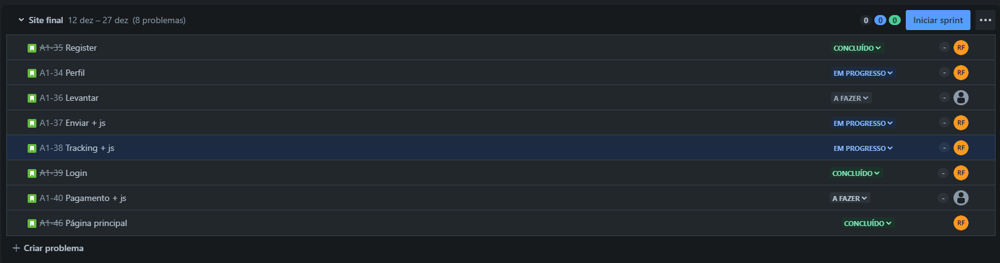 Site final 12 dez – 27 dez (8 problemas) 0 0 0 Iniciar sprint
A1-35 Register CONCLUÍDO - RF
A1-34 Perfil EM PROGRESSO - RF
A1-36 Levantar A FAZER -
A1-37 Enviar + js EM PROGRESSO - RF
A1-38 Tracking + js EM PROGRESSO - RF
A1-39 Login CONCLUÍDO - RF
A1-40 Pagamento + js A FAZER -
A1-46 Página principal CONCLUÍDO RF
+ Criar problema